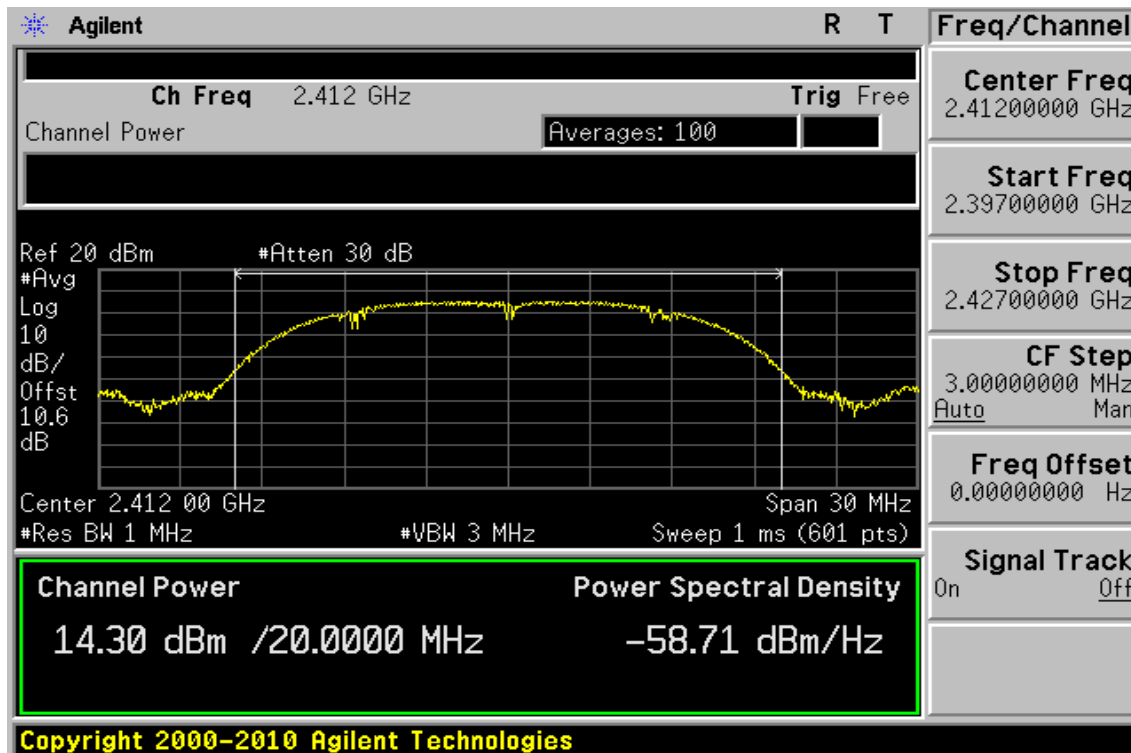 Agilent R T Freq/Channel
Ch Freq 2.412 GHz Trig Free
Channel Power Averages: 100
Center Freq
2.41200000 GHz
Start Freq
2.39700000 GHz
Stop Freq
2.42700000 GHz
CF Step
3.00000000 MHz
Auto Man
Freq Offset
0.00000000 Hz
Signal Track
On Off
Ref 20 dBm #Atten 30 dB
#Avg
Log
10
dB/
Offst
10.6
dB
Center 2.412 00 GHz Span 30 MHz
#Res BW 1 MHz #VBW 3 MHz Sweep 1 ms (601 pts)
Channel Power Power Spectral Density
14.30 dBm /20.0000 MHz -58.71 dBm/Hz
Copyright 2000-2010 Agilent Technologies